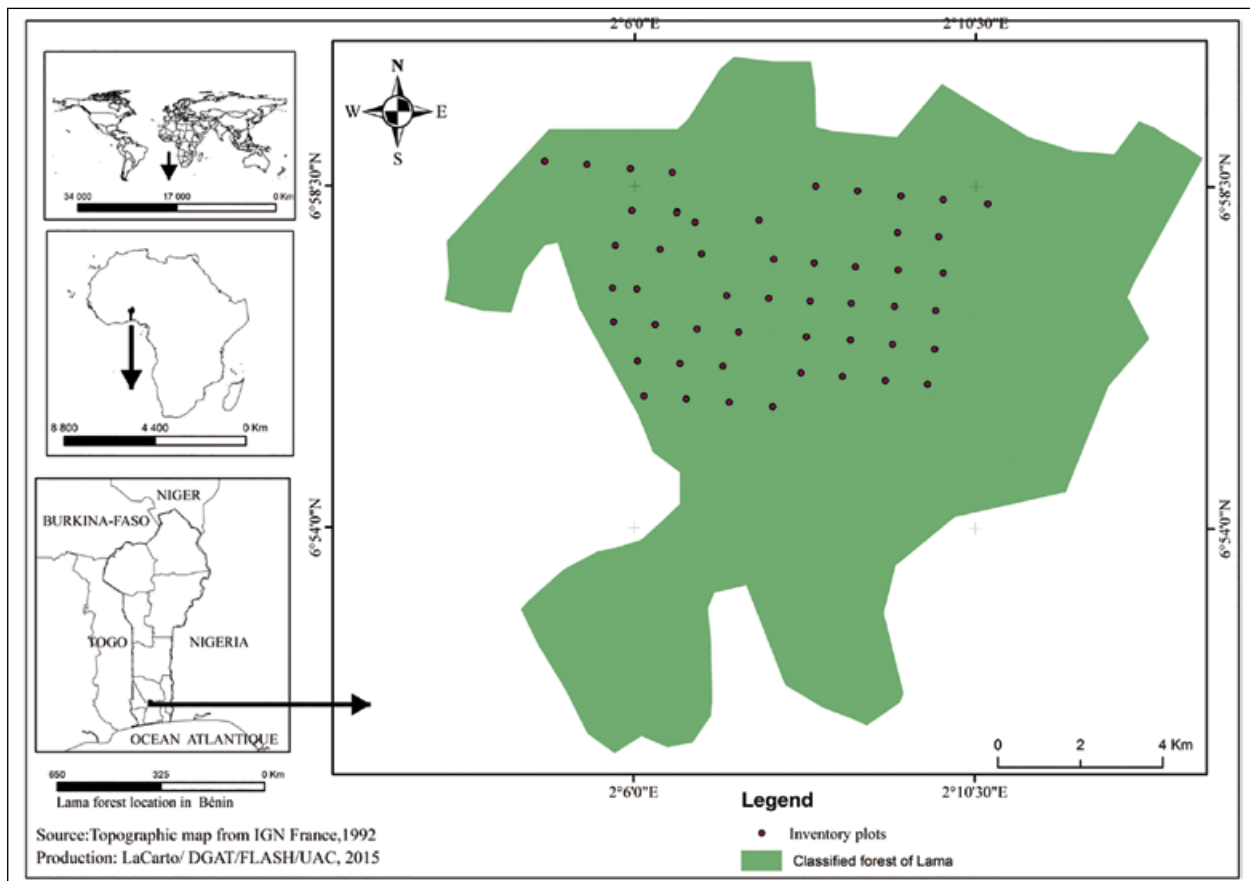 2°6'0"E
2°10'30"E
N
W
E
S
34 000
17 000
0 Km
6°58'30"N
6°58'30"N
8 800
4 400
0 Km
NIGER
BURKINA-FASO
TOGO
NIGERIA
OCEAN ATLANTIQUE
6°54'0"N
6°54'0"N
0
2
4 Km
650
325
0 Km
Lama forest location in Bénin
2°6'0"E
2°10'30"E
Legend
Inventory plots
Classified forest of Lama
Source:Topographic map from IGN France,1992
Production: LaCarto/ DGAT/FLASH/UAC, 2015